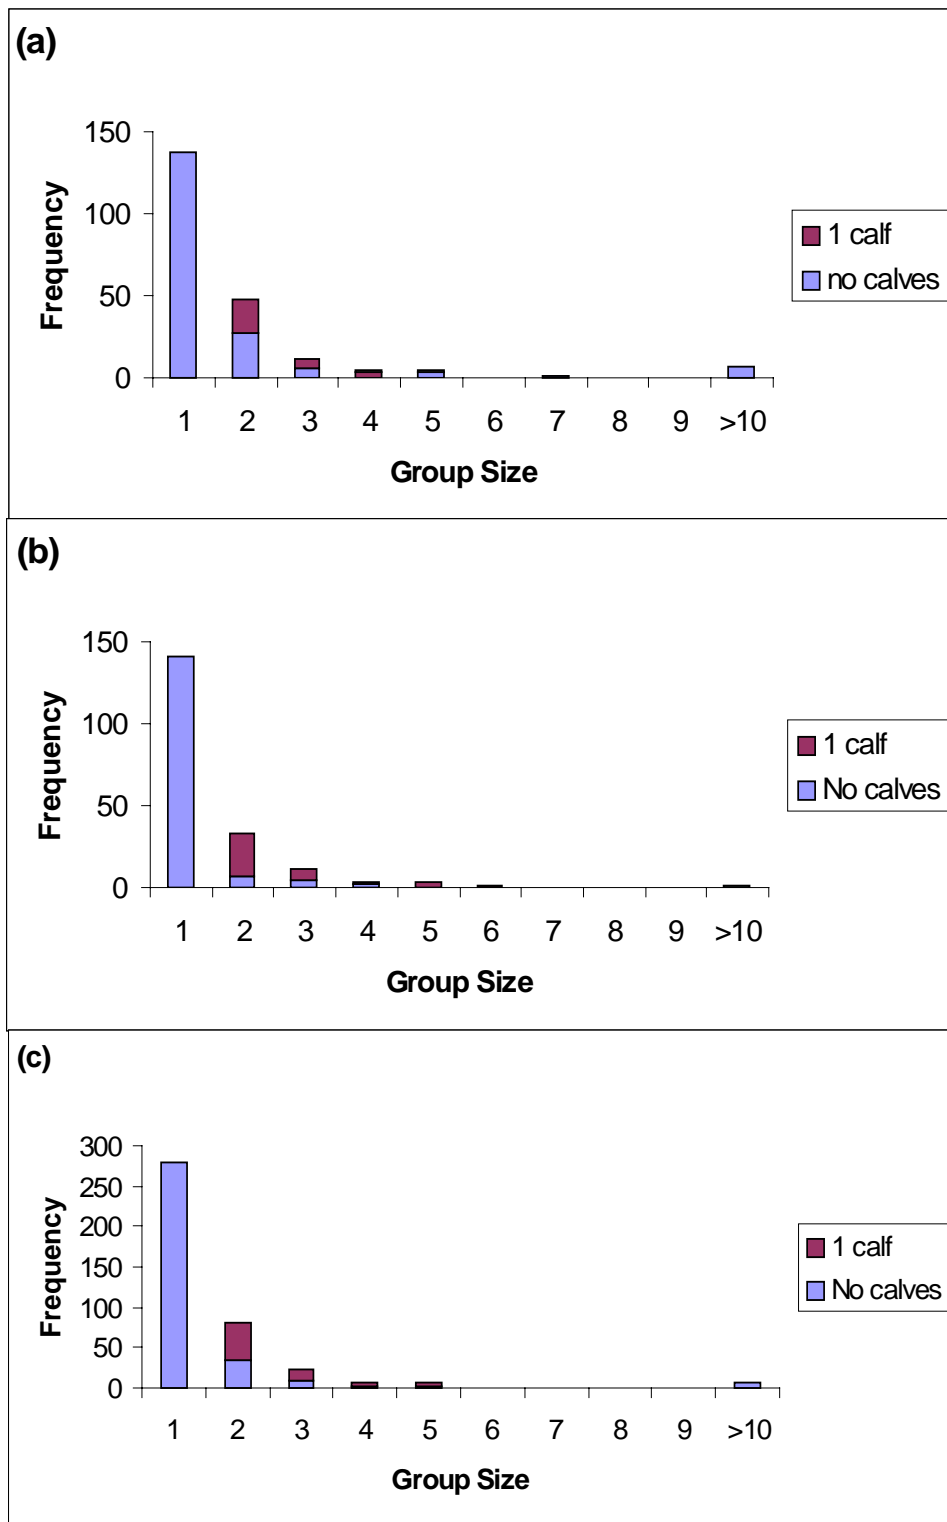 (a)
150
100
50
0
Frequency
1 2 3 4 5 6 7 8 9 >10
Group Size
1 calf
no calves
(b)
150
100
50
0
Frequency
1 2 3 4 5 6 7 8 9 >10
Group Size
1 calf
No calves
(c)
300
250
200
150
100
50
0
Frequency
1 2 3 4 5 6 7 8 9 >10
Group Size
1 calf
No calves